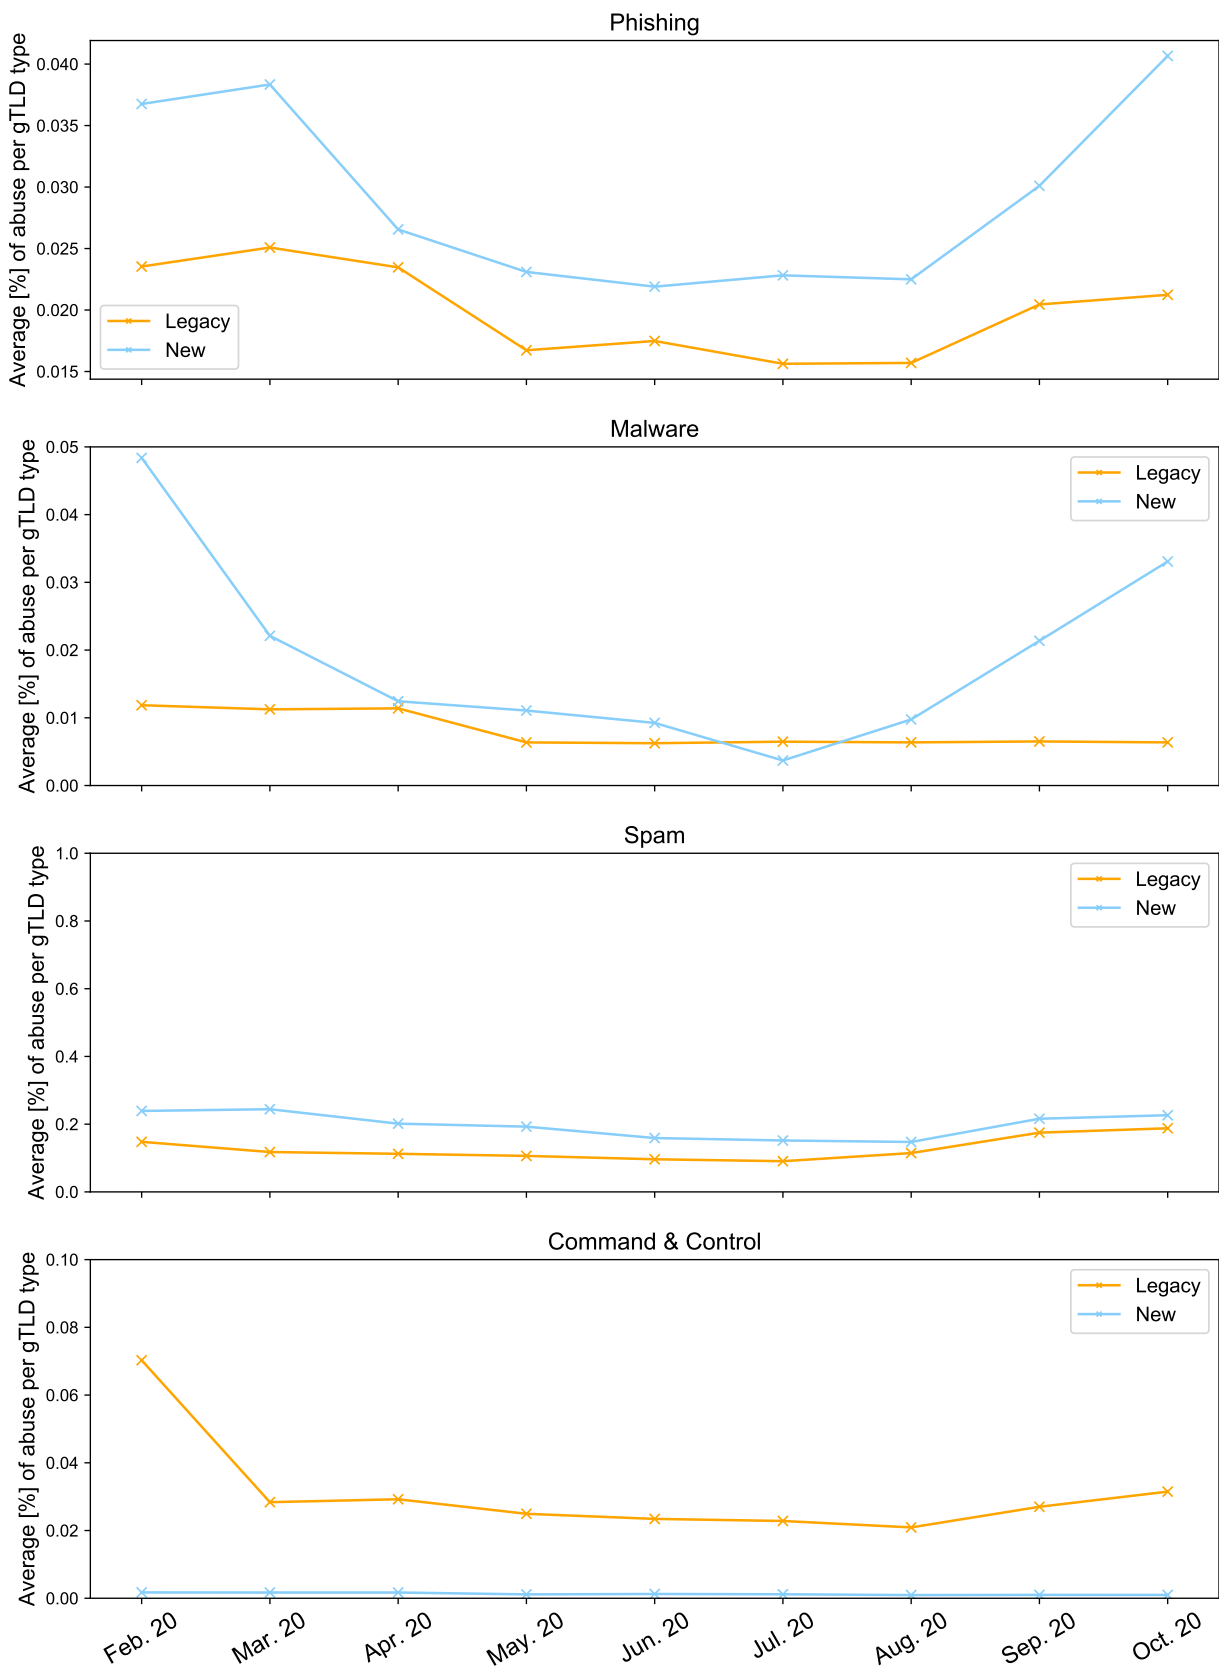 Phishing
Average [%] of abuse per gTLD type
0.040
0.035
0.030
0.025
0.020
0.015
Legacy
New
Malware
Average [%] of abuse per gTLD type
0.05
0.04
0.03
0.02
0.01
0.00
Legacy
New
Spam
Average [%] of abuse per gTLD type
1.0
0.8
0.6
0.4
0.2
0.0
Legacy
New
Command & Control
Average [%] of abuse per gTLD type
0.10
0.08
0.06
0.04
0.02
0.00
Legacy
New
Feb. 20
Mar. 20
Apr. 20
May. 20
Jun. 20
Jul. 20
Aug. 20
Sep. 20
Oct. 20